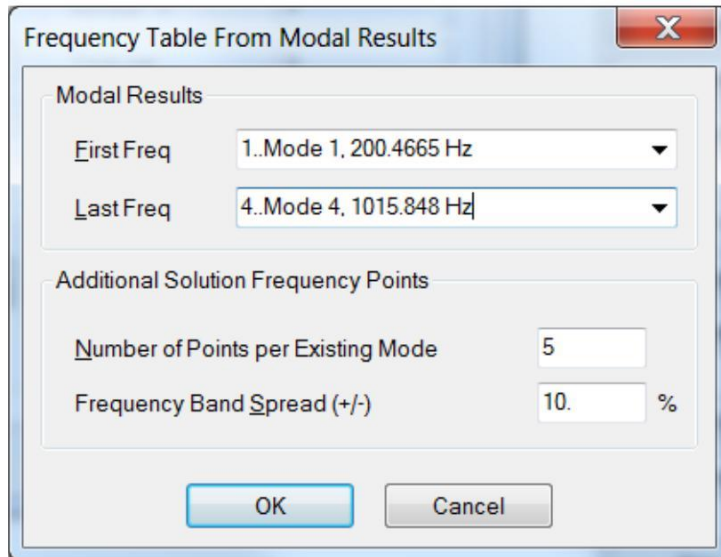 Frequency Table From Modal Results
Modal Results
First Freq 1..Mode 1, 200.4665 Hz
Last Freq 4..Mode 4, 1015.848 Hz
Additional Solution Frequency Points
Number of Points per Existing Mode 5
Frequency Band Spread (+/-) 10. %
OK Cancel